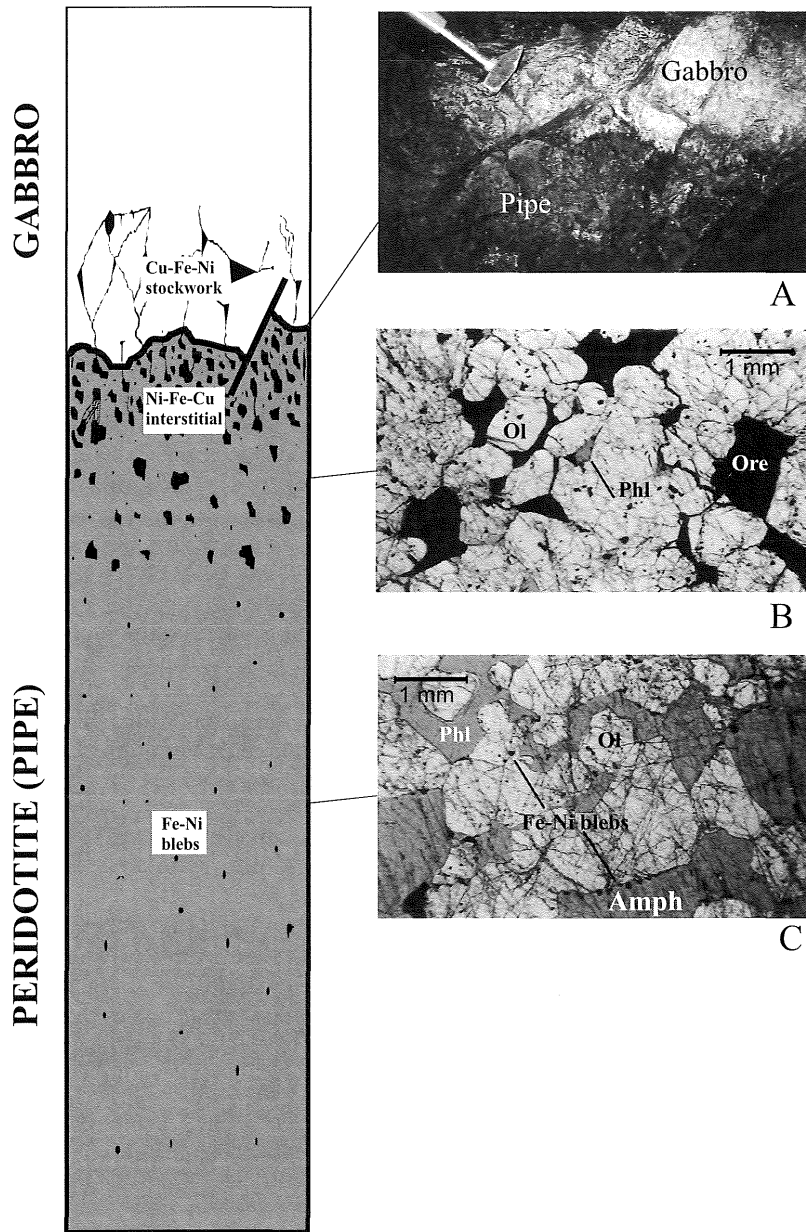 GABBRO
PERIDOTITE (PIPE)
Cu-Fe-Ni
stockwork
Ni-Fe-Cu
interstitial
Fe-Ni
blebs
Gabbro
Pipe
A
1 mm
Ol
Ore
Phl
B
1 mm
Phl
Ol
Fe-Ni blebs
Amph
C